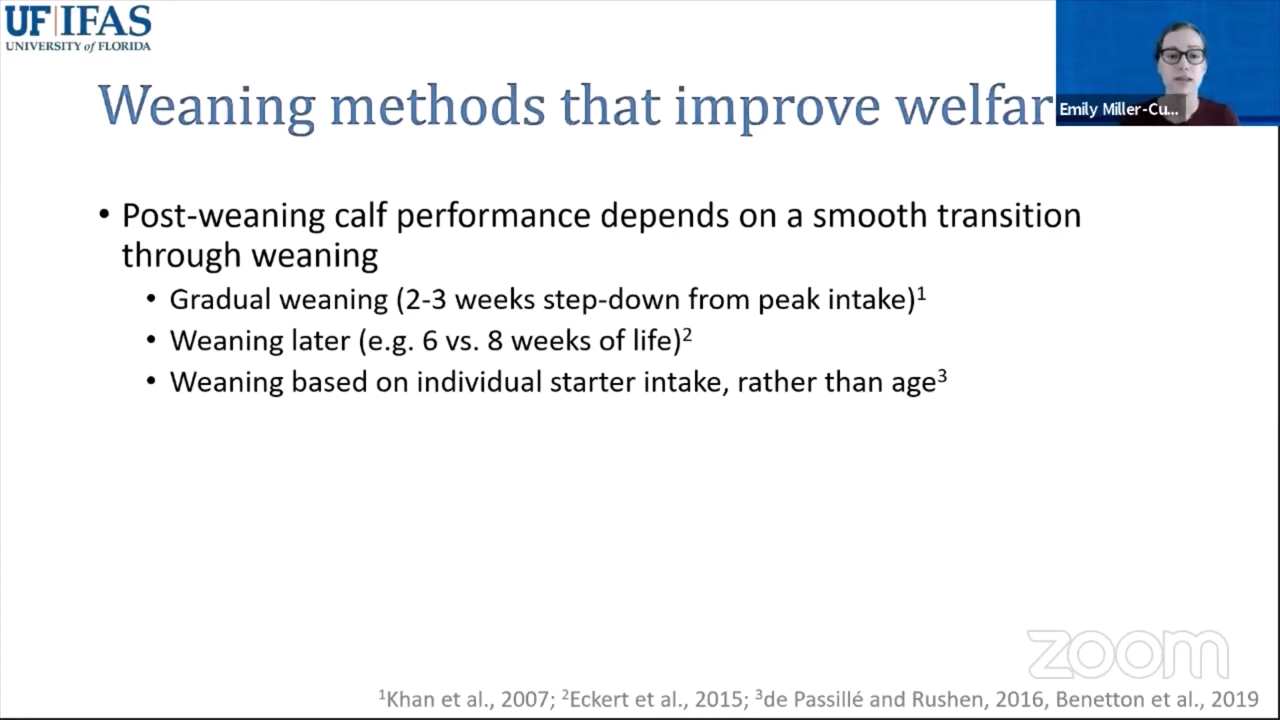 UF|IFAS
UNIVERSITY of FLORIDA
Weaning methods that improve welfar
Emily Miller-Cu...
• Post-weaning calf performance depends on a smooth transition
through weaning
• Gradual weaning (2-3 weeks step-down from peak intake)¹
• Weaning later (e.g. 6 vs. 8 weeks of life)²
• Weaning based on individual starter intake, rather than age³
zoom
¹Khan et al., 2007; ²Eckert et al., 2015; ³de Passillé and Rushen, 2016, Benetton et al., 2019